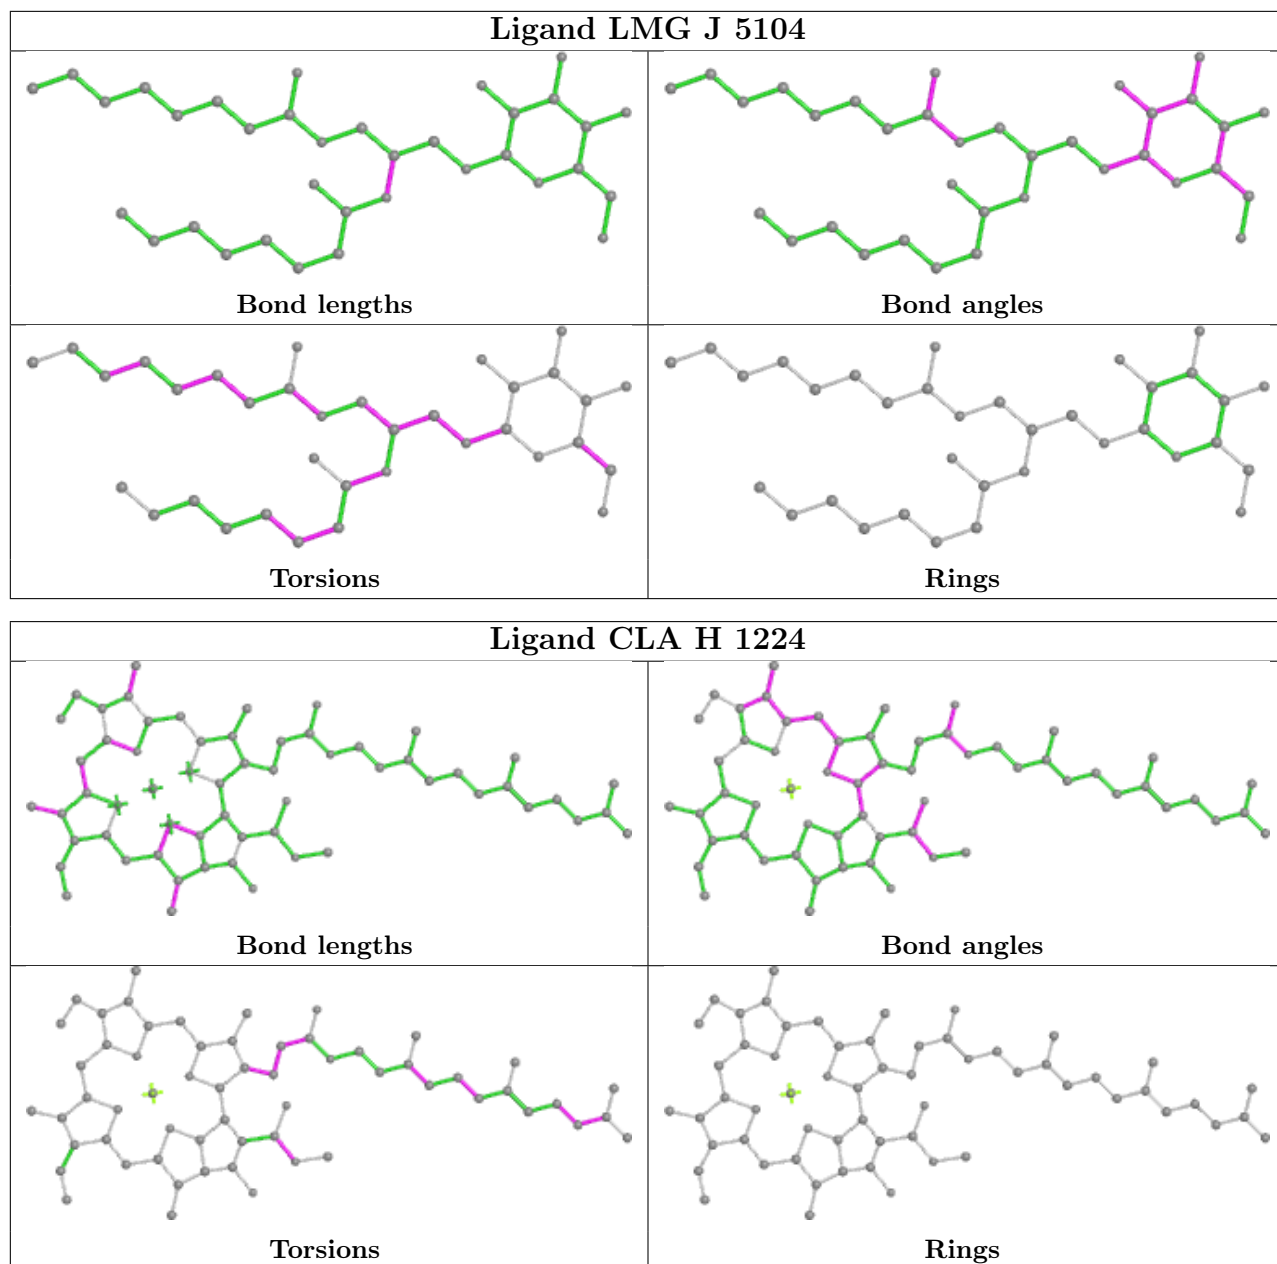 Ligand LMG J 5104
Bond lengths
Bond angles
Torsions
Rings
Ligand CLA H 1224
Bond lengths
Bond angles
Torsions
Rings